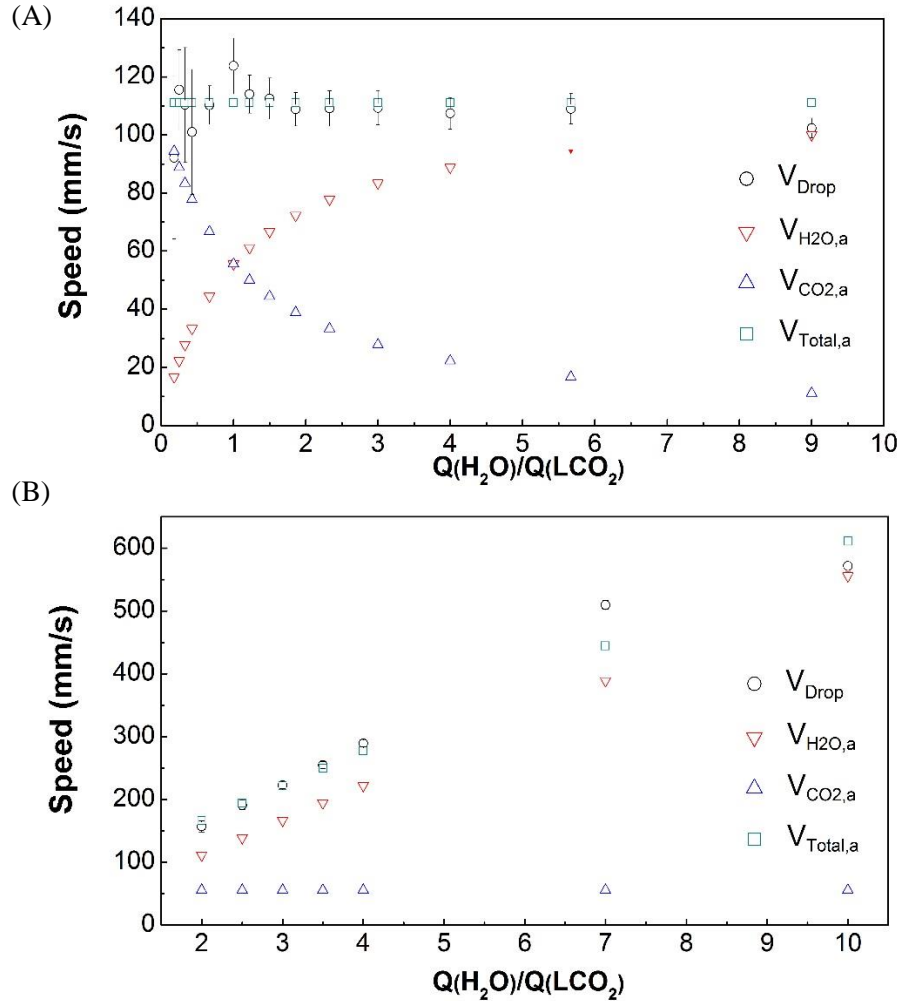 (A)
140
120
100
80
60
40
20
0
Speed (mm/s)
V_Drop
V_H2O,a
V_CO2,a
V_Total,a
0 1 2 3 4 5 6 7 8 9 10
Q(H₂O)/Q(LCO₂)
(B)
600
500
400
300
200
100
0
Speed (mm/s)
V_Drop
V_H2O,a
V_CO2,a
V_Total,a
2 3 4 5 6 7 8 9 10
Q(H₂O)/Q(LCO₂)